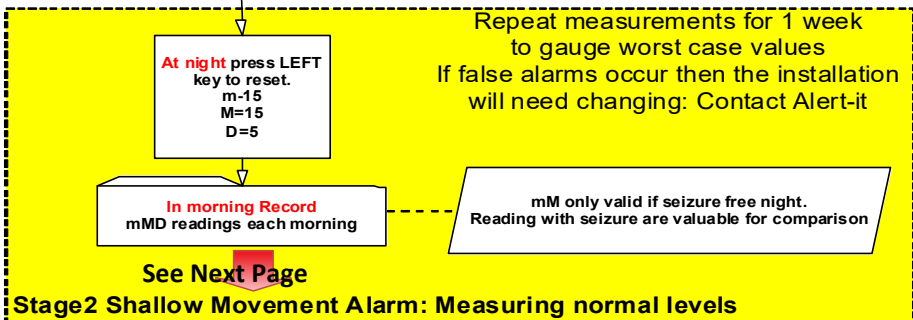 Repeat measurements for 1 week
to gauge worst case values
If false alarms occur then the installation
will need changing: Contact Alert-it
At night press LEFT
key to reset.
m-15
M=15
D=5
In morning Record
mMD readings each morning
mM only valid if seizure free night.
Reading with seizure are valuable for comparison
See Next Page
Stage2 Shallow Movement Alarm: Measuring normal levels